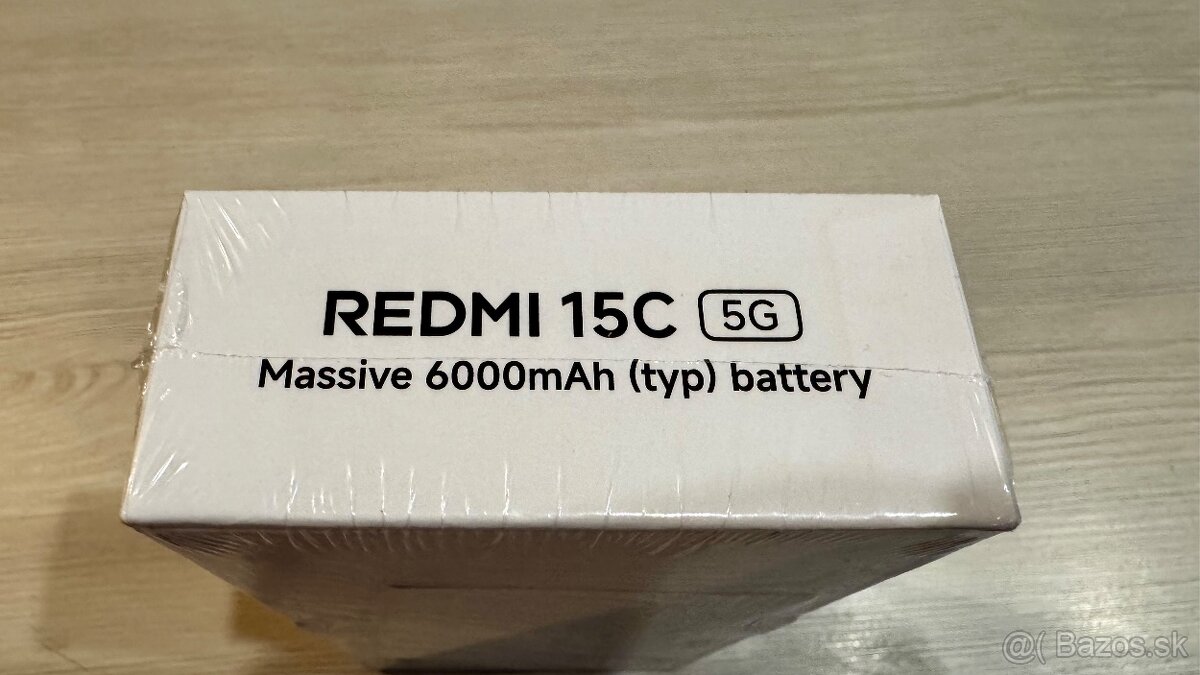 REDMI 15C 5G
Massive 6000mAh (typ) battery
@( Bazos.sk